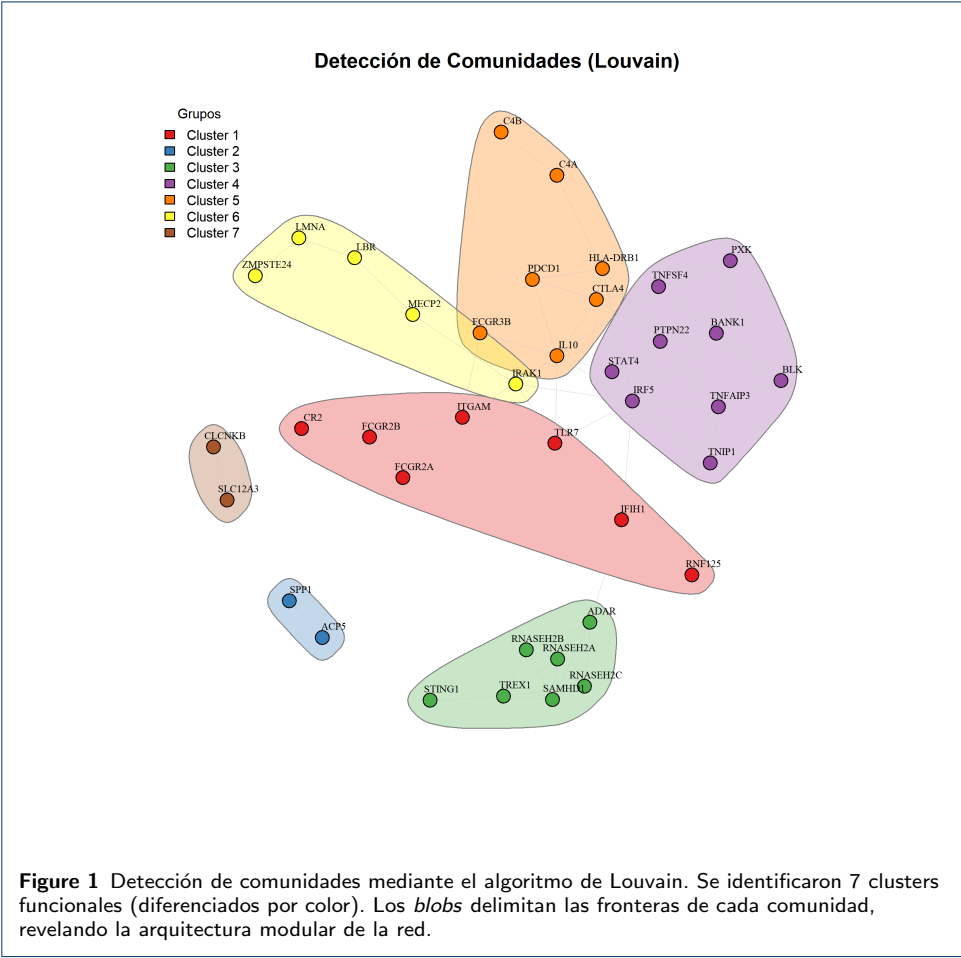 Detección de Comunidades (Louvain)
Grupos
Cluster 1
Cluster 2
Cluster 3
Cluster 4
Cluster 5
Cluster 6
Cluster 7
C4B
C4A
HLA-DRB1
PDCD1
CTLA4
FCGR3B
IL10
LMNA
LBR
ZMPSTE24
MECP2
IRAK1
PXK
TNFSF4
BANK1
PTPN22
STAT4
BLK
IRF5
TNFAIP3
TNIP1
ITGAM
CR2
FCGR2B
TLR7
FCGR2A
IFIH1
RNF125
CLCNKB
SLC12A3
SPP1
ACP5
ADAR
RNASEH2B
RNASEH2A
RNASEH2C
STING1
TREX1
SAMHD1
Figure 1 Detección de comunidades mediante el algoritmo de Louvain. Se identificaron 7 clusters
funcionales (diferenciados por color). Los blobs delimitan las fronteras de cada comunidad,
revelando la arquitectura modular de la red.